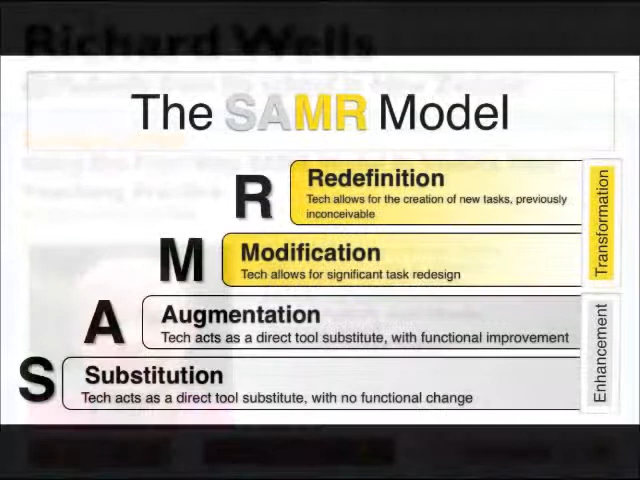 Richard Wells
The SAMR Model
R
Redefinition
Tech allows for the creation of new tasks, previously
inconceivable
M
Modification
Tech allows for significant task redesign
Transformation
A
Augmentation
Tech acts as a direct tool substitute, with functional improvement
S
Substitution
Tech acts as a direct tool substitute, with no functional change
Enhancement